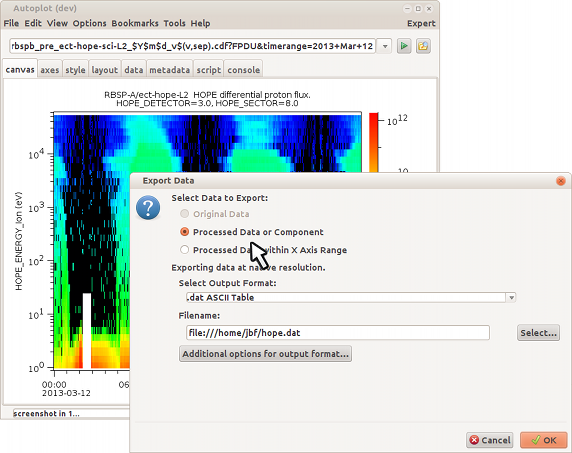 Autoplot (dev)
File Edit View Options Bookmarks Tools Help Expert
rbspb_pre_ect-hope-sci-L2_$Y$m$d_v$(v,sep).cdf?FPDU&timerange=2013+Mar+12
canvas axes style layout data metadata script console
RBSP-A/ect-hope-L2 HOPE differential proton flux.
HOPE_DETECTOR=3.0, HOPE_SECTOR=8.0
10^12
10^4
10^3
10^2
10^1
10^0
HOPE_ENERGY_Ion (eV)
00:00 06
2013-03-12
screenshot in 1...
Export Data
Select Data to Export:
Original Data
Processed Data or Component
Processed Data within X Axis Range
Exporting data at native resolution.
Select Output Format:
.dat ASCII Table
Filename:
file:///home/jbf/hope.dat
Select...
Additional options for output format...
Cancel OK